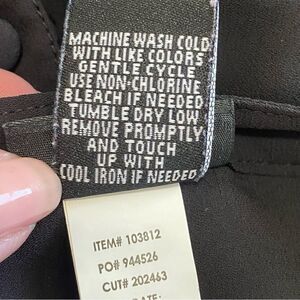 MACHINE WASH COLD
WITH LIKE COLORS
GENTLE CYCLE
USE NON-CHLORINE
BLEACH IF NEEDED
TUMBLE DRY LOW
REMOVE PROMPTLY
AND TOUCH
UP WITH
COOL IRON IF NEEDED
ITEM# 103812
PO# 944526
CUT# 202463
DATE: